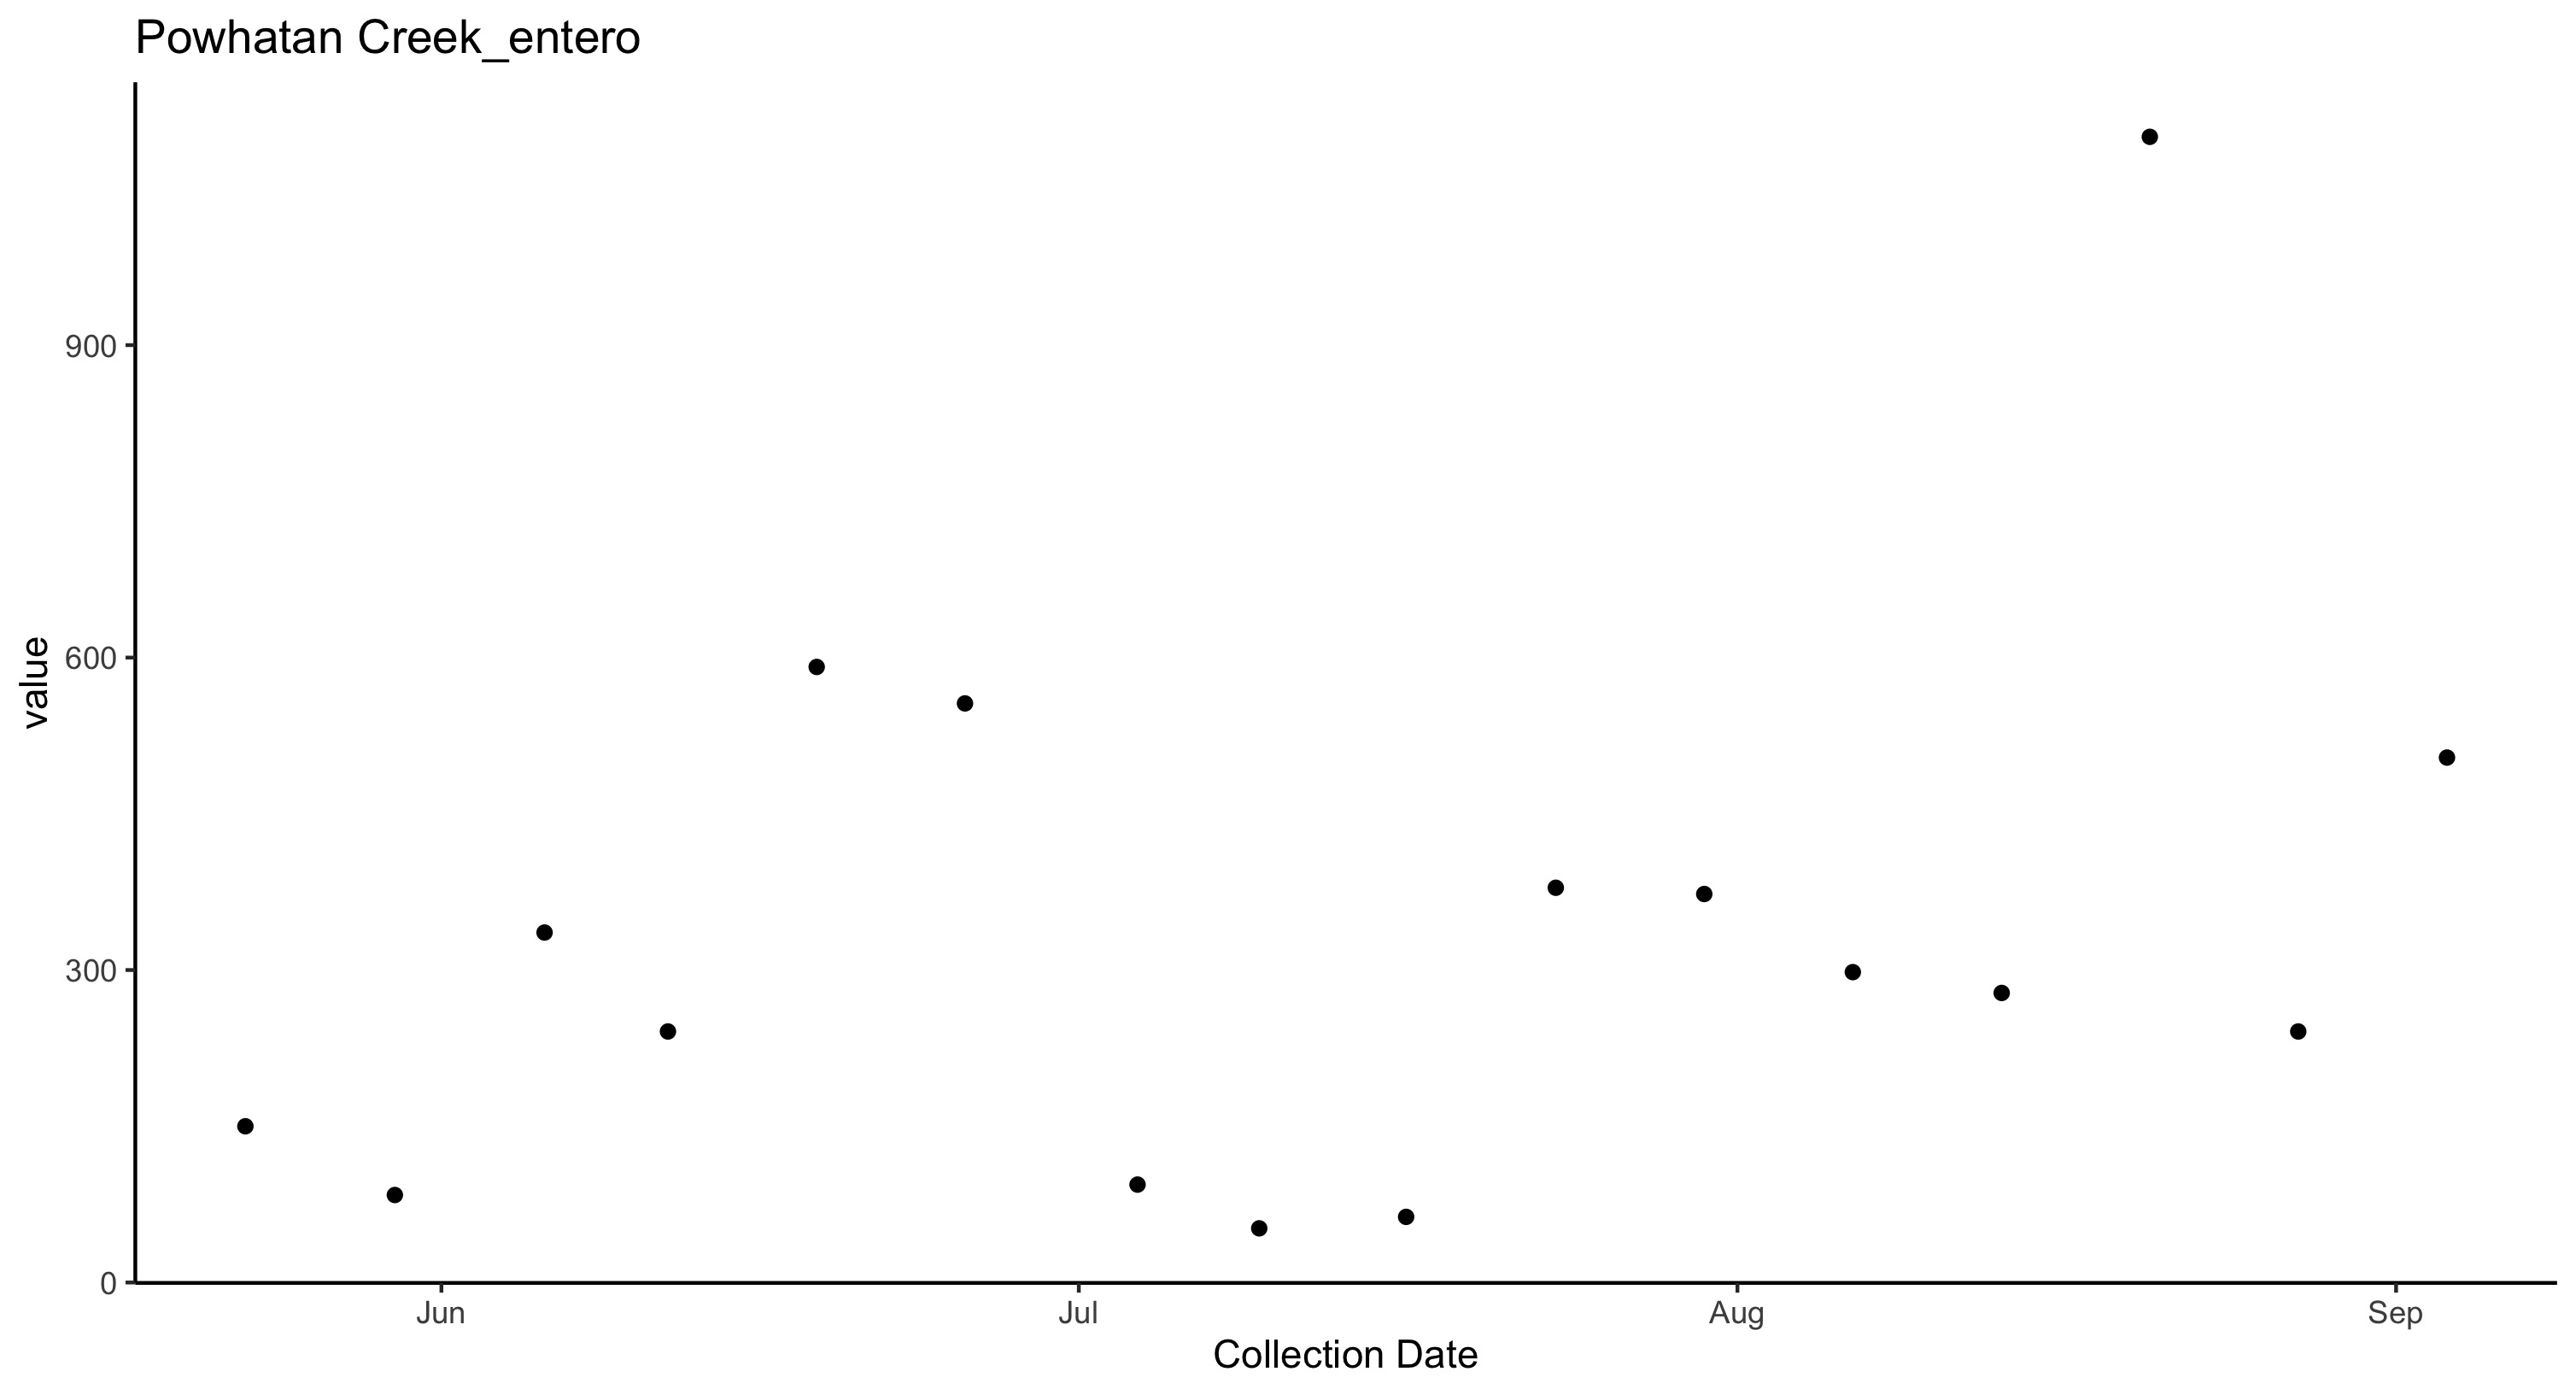 Powhatan Creek_entero
value
900
600
300
0
Jun Jul Aug Sep
Collection Date